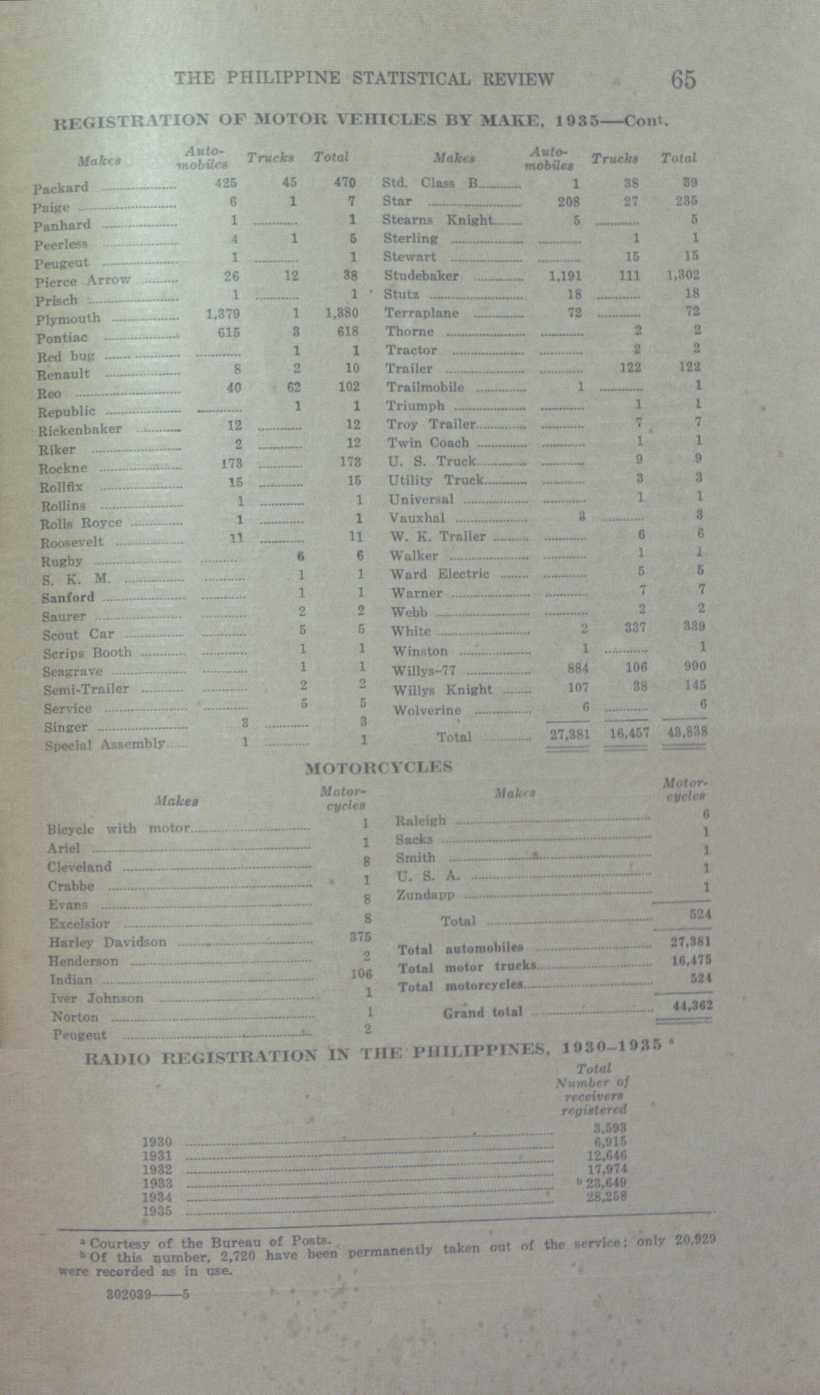 THE PHILIPPINE STATISTICAL REVIEW 65
REGISTRATION OF MOTOR VEHICLES BY MAKE, 1935—Cont.
Makes Auto-mobiles Trucks Total
Packard 425 45 470
Paige 6 1 7
Panhard 1 1
Peerless 4 1 5
Peugeut 1 1
Pierce Arrow 26 12 38
Prisch 1 1
Plymouth 1,379 1 1,380
Pontiac 615 3 618
Red bug 1 1
Renault 8 2 10
Reo 40 62 102
Republic 1 1
Rickenbaker 12 12
Riker 2 12
Rockne 173 173
Rollfix 15 15
Rollins 1 1
Rolls Royce 1 1
Roosevelt 11 11
Rugby 6 6
S. K. M. 1 1
Sanford 1 1
Saurer 2 2
Scout Car 5 5
Scrips Booth 1 1
Seagrave 1 1
Semi-Trailer 2 2
Service 5 5
Singer 3 3
Special Assembly 1 1
Makes Auto-mobiles Trucks Total
Std. Class B 1 38 39
Star 208 27 235
Stearns Knight 5 5
Sterling 1 1
Stewart 15 15
Studebaker 1,191 111 1,302
Stutz 18 18
Terraplane 72 72
Thorne 2 2
Tractor 2 2
Trailer 122 122
Trailmobile 1 1
Triumph 1 1
Troy Trailer 7 7
Twin Coach 1 1
U. S. Truck 9 9
Utility Truck 3 3
Universal 1 1
Vauxhal 3 3
W. K. Trailer 6 6
Walker 1 1
Ward Electric 5 5
Warner 7 7
Webb 2 2
White 2 337 339
Winston 1 1
Willys-77 884 106 990
Willys Knight 107 38 145
Wolverine 6 6
Total 27,381 16,457 43,838
MOTORCYCLES
Makes Motor-cycles
Bicycle with motor 1
Ariel 1
Cleveland 8
Crabbe 1
Evans 8
Excelsior 8
Harley Davidson 375
Henderson 2
Indian 106
Iver Johnson 1
Norton 1
Peugeut 2
Makes Motor-cycles
Raleigh 6
Sacks 1
Smith 1
U. S. A. 1
Zundapp 1
Total 524
Total automobiles 27,381
Total motor trucks 16,475
Total motorcycles 524
Grand total 44,362
RADIO REGISTRATION IN THE PHILIPPINES, 1930-1935 a
Total
Number of
receivers
registered
1930 3,593
1931 6,915
1932 12,646
1933 17,974
1934 b 23,649
1935 28,258
a Courtesy of the Bureau of Posts.
b Of this number, 2,720 have been permanently taken out of the service; only 20,929
were recorded as in use.
302039——5